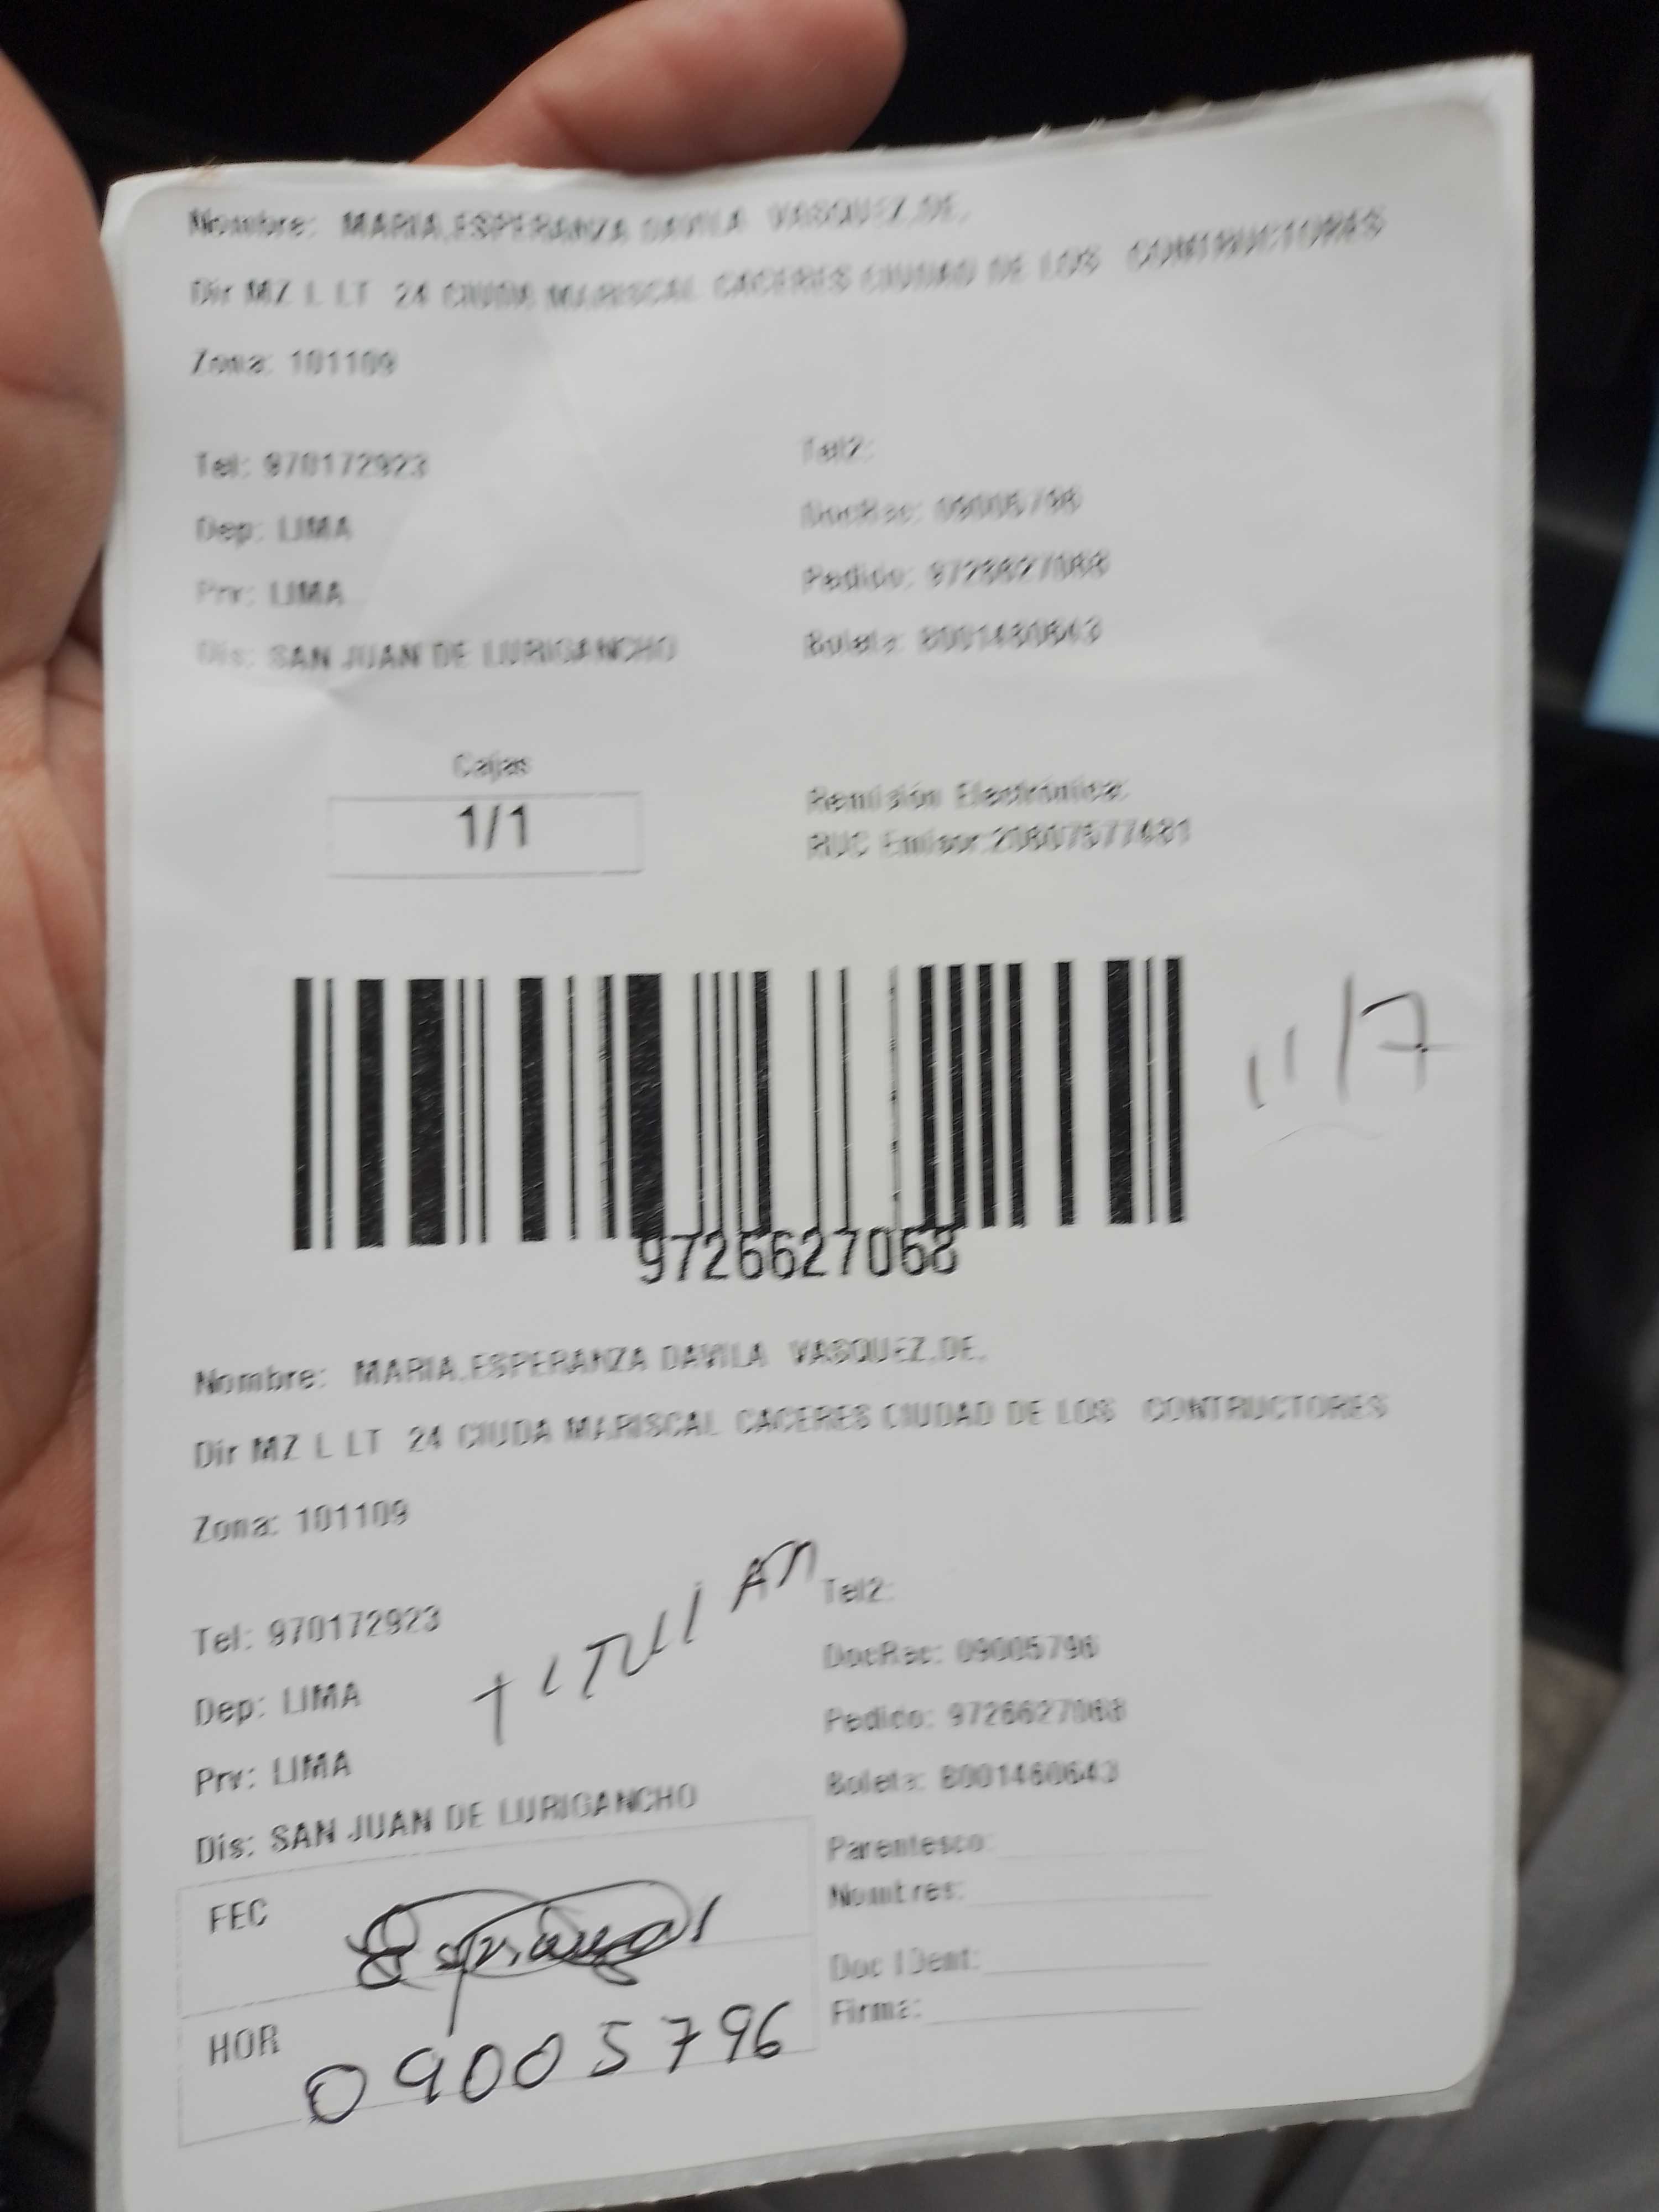 Nombre: MARIA,ESPERANZA DAVILA VASQUEZ,DE,
Dir MZ L LT 24 CIUDA MARISCAL CACERES CIUDAD DE LOS CONTRUCTORES
Zona: 101109
Tel: 970172923
Tel2:
Dep: LIMA
DocRec: 09005796
Prv: LIMA
Pedido: 9726627068
Dis: SAN JUAN DE LURIGANCHO
Boleta:
Cajas
1/1
Remisión Electrónica:
RUC Emisor:
11/7
9726627068
Nombre: MARIA,ESPERANZA DAVILA VASQUEZ,DE,
Dir MZ L LT 24 CIUDA MARISCAL CACERES CIUDAD DE LOS CONTRUCTORES
Zona: 101109
Tel: 970172923
Tel2:
DocRec: 09005796
Dep: LIMA
Pedido: 9726627068
Prv: LIMA
Boleta:
Dis: SAN JUAN DE LURIGANCHO
Parentesco:
Nombres:
FEC
Doc IDent:
Firma:
HOR
09005796